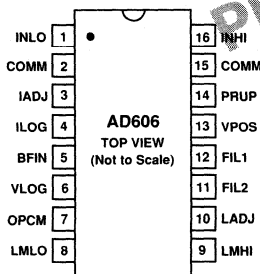 INLO 1 16 INHI
COMM 2 15 COMM
IADJ 3 14 PRUP
ILOG 4 13 VPOS
AD606
TOP VIEW
(Not to Scale)
BFIN 5 12 FIL1
VLOG 6 11 FIL2
OPCM 7 10 LADJ
LMLO 8 9 LMHI